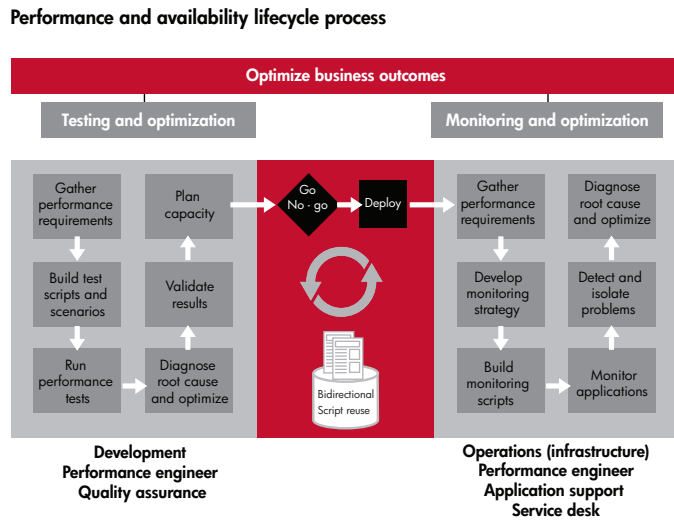 Performance and availability lifecycle process
Optimize business outcomes
Testing and optimization
Monitoring and optimization
Gather
performance
requirements
Build test
scripts and
scenarios
Run
performance
tests
Diagnose
root cause
and optimize
Validate
results
Plan
capacity
Go
No - go
Deploy
Bidirectional
Script reuse
Gather
performance
requirements
Develop
monitoring
strategy
Build
monitoring
scripts
Monitor
applications
Detect and
isolate
problems
Diagnose
root cause
and optimize
Development
Performance engineer
Quality assurance
Operations (infrastructure)
Performance engineer
Application support
Service desk